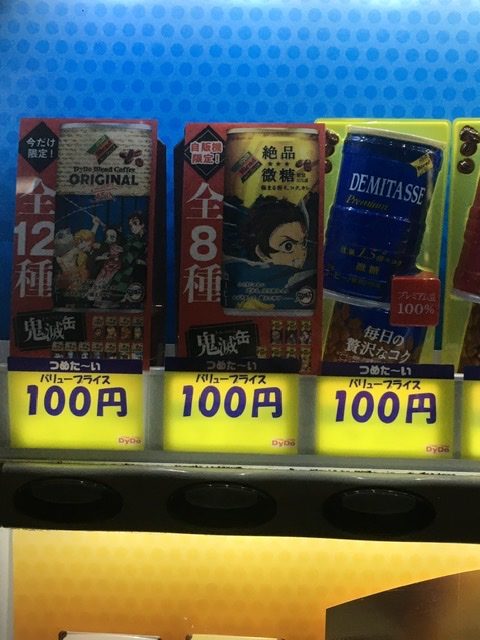 今だけ
限定!
全
12
種
DyDo Blend Coffee
ORIGINAL
鬼滅缶
つめた〜い
バリュープライス
100円
DyDo
自販機
限定!
全
8
種
絶品
★★★
微糖
鬼滅缶
つめた〜い
バリュープライス
100円
DyDo
DEMITASSE
Premium
微糖
プレミアム豆
100%
毎日の
贅沢なコク
つめた〜い
バリュープライス
100円
DyDo